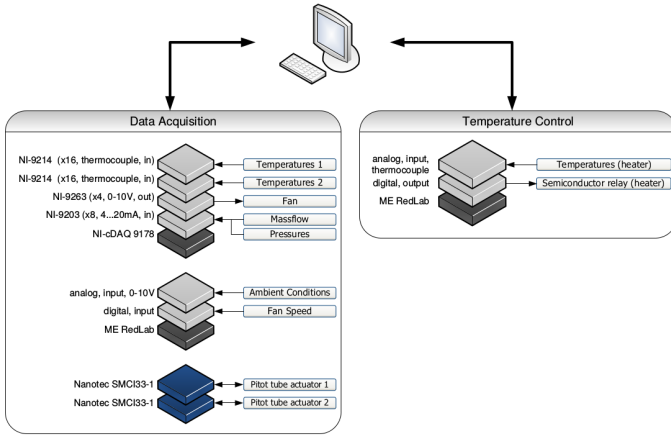 Data Acquisition
NI-9214 (x16, thermocouple, in)
Temperatures 1
NI-9214 (x16, thermocouple, in)
Temperatures 2
NI-9263 (x4, 0-10V, out)
Fan
NI-9203 (x8, 4...20mA, in)
Massflow
NI-cDAQ 9178
Pressures
analog, input, 0-10V
Ambient Conditions
digital, input
Fan Speed
ME RedLab
Nanotec SMCI33-1
Pitot tube actuator 1
Nanotec SMCI33-1
Pitot tube actuator 2
Temperature Control
analog, input,
thermocouple
Temperatures (heater)
digital, output
Semiconductor relay (heater)
ME RedLab